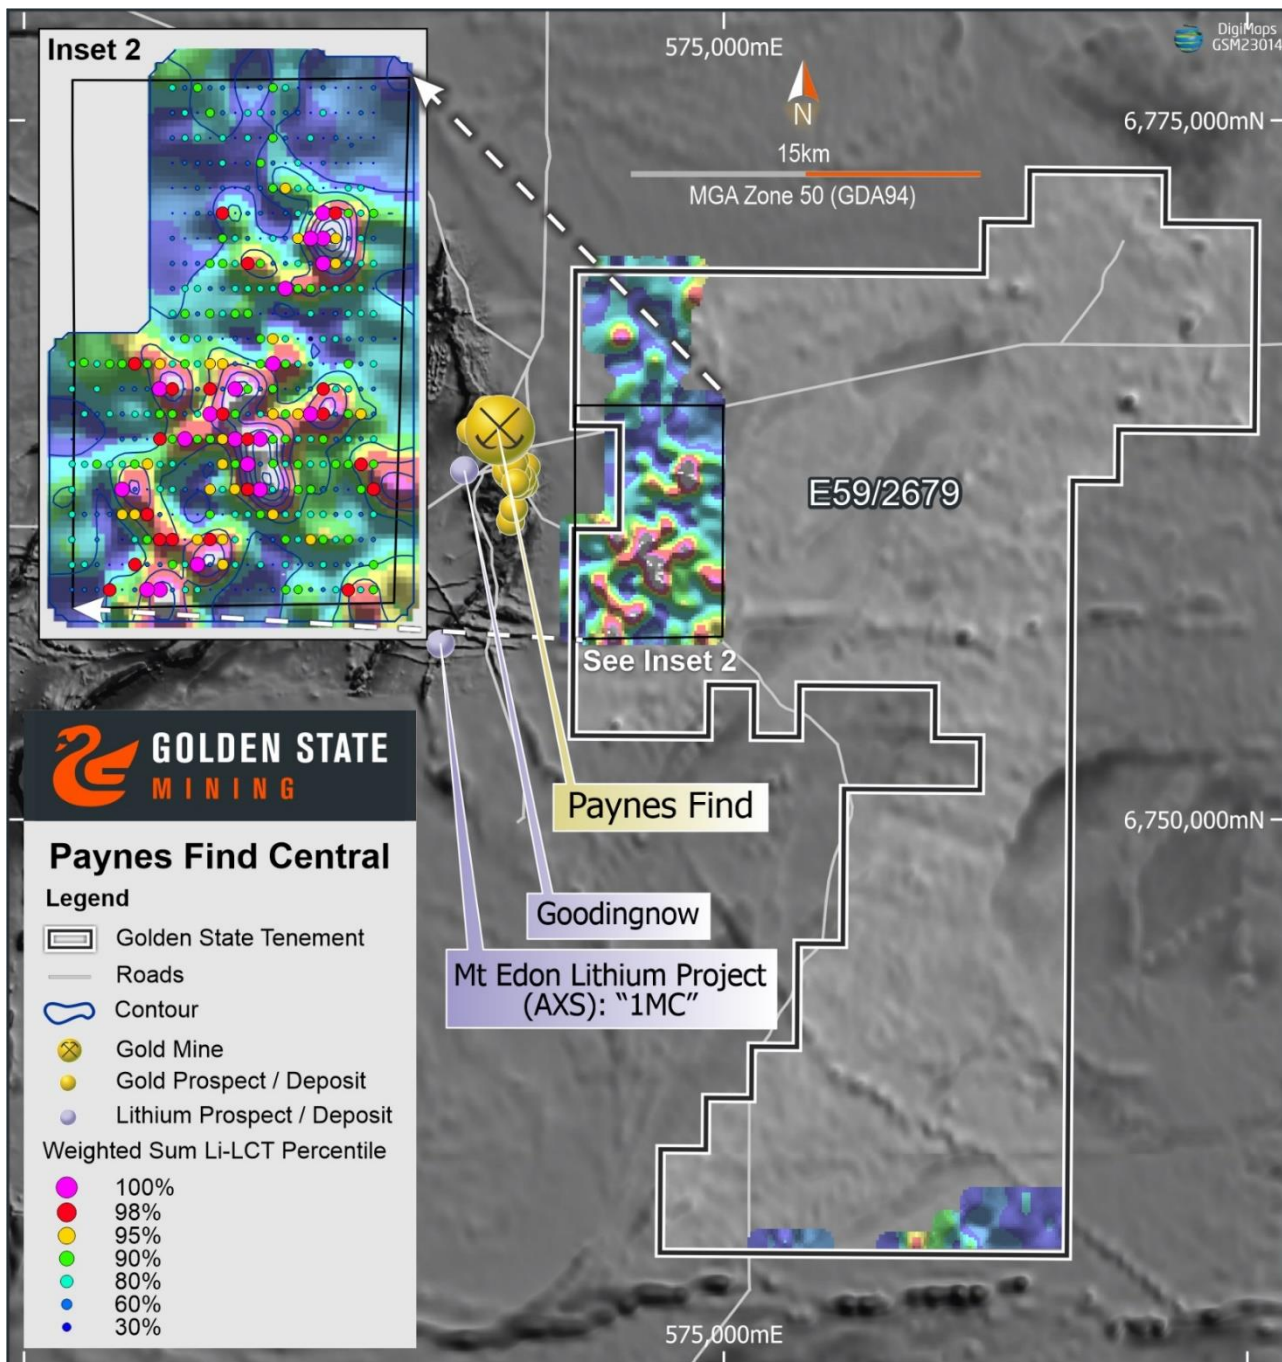 Inset 2
575,000mE
DigiMaps
GSM23014
N
6,775,000mN
15km
MGA Zone 50 (GDA94)
E59/2679
See Inset 2
GOLDEN STATE
MINING
Paynes Find
6,750,000mN
Goodingnow
Mt Edon Lithium Project
(AXS): “1MC”
Paynes Find Central
Legend
Golden State Tenement
Roads
Contour
Gold Mine
Gold Prospect / Deposit
Lithium Prospect / Deposit
Weighted Sum Li-LCT Percentile
100%
98%
95%
90%
80%
60%
30%
575,000mE